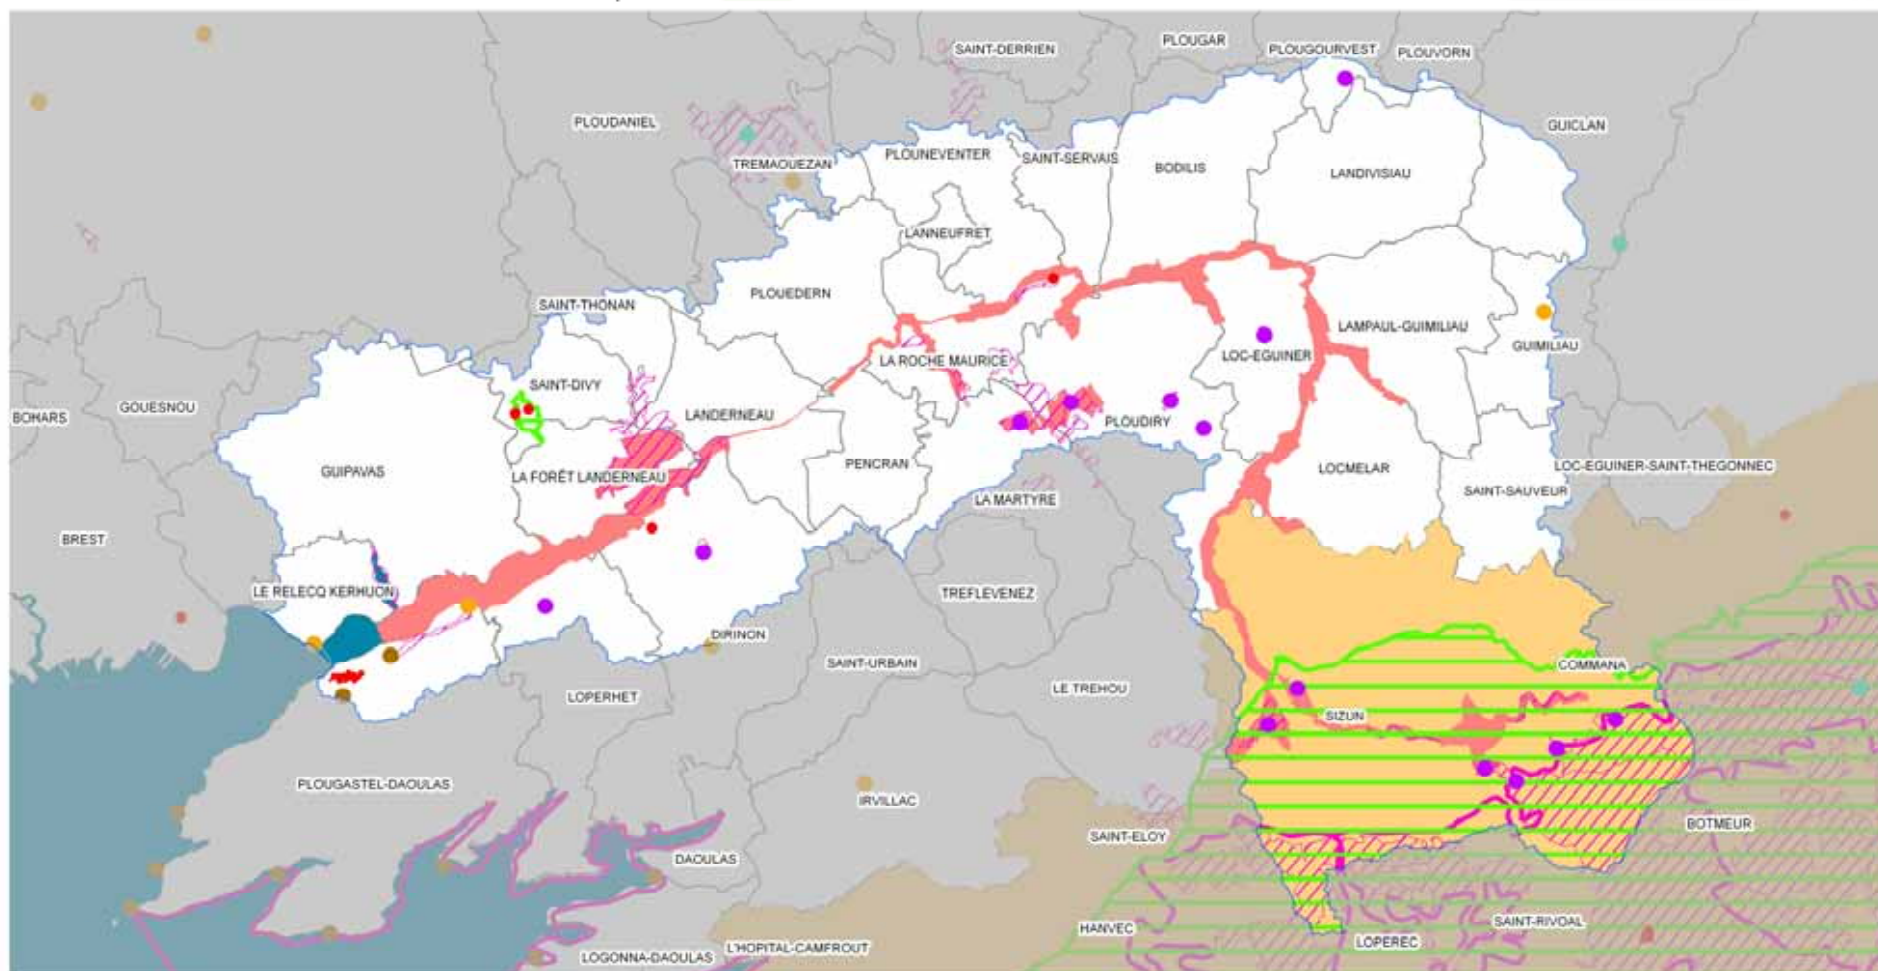 PLOUGAR
SAINT-DERRIEN
PLOUGOURVEST
PLOUVORN
PLOUDANIEL
GUICLAN
TREMAOUEZAN
PLOUNEVENTER
SAINT-SERVAIS
BODILIS
LANDIVISIAU
LANNEUFRET
PLOUEDERN
SAINT-THONAN
LAMPAUL-GUIMILIAU
GUIMILIAU
LOC-EGUINER
LA ROCHE MAURICE
SAINT-DIVY
GOUESNOU
BOHARS
LANDERNEAU
PLOUDIRY
PENCRAN
GUIPAVAS
LA FORÊT LANDERNEAU
LOCMELAR
LOC-EGUINER-SAINT-THEGONNEC
SAINT-SAUVEUR
LA MARTYRE
BREST
LE RELECQ KERHUON
TREFLEVENEZ
DIRINON
SAINT-URBAIN
COMMANA
LE TREHOU
LOPERHET
SIZUN
PLOUGASTEL-DAOULAS
IRVILLAC
BOTMEUR
SAINT-ELOY
DAOULAS
SAINT-RIVOAL
HANVEC
LOPEREC
L'HOPITAL-CAMFROUT
LOGONNA-DAOULAS